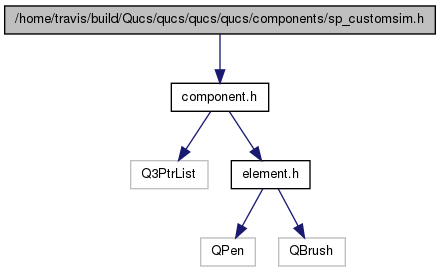 /home/travis/build/Qucs/qucs/qucs/qucs/components/sp_customsim.h
component.h
Q3PtrList
element.h
QPen
QBrush